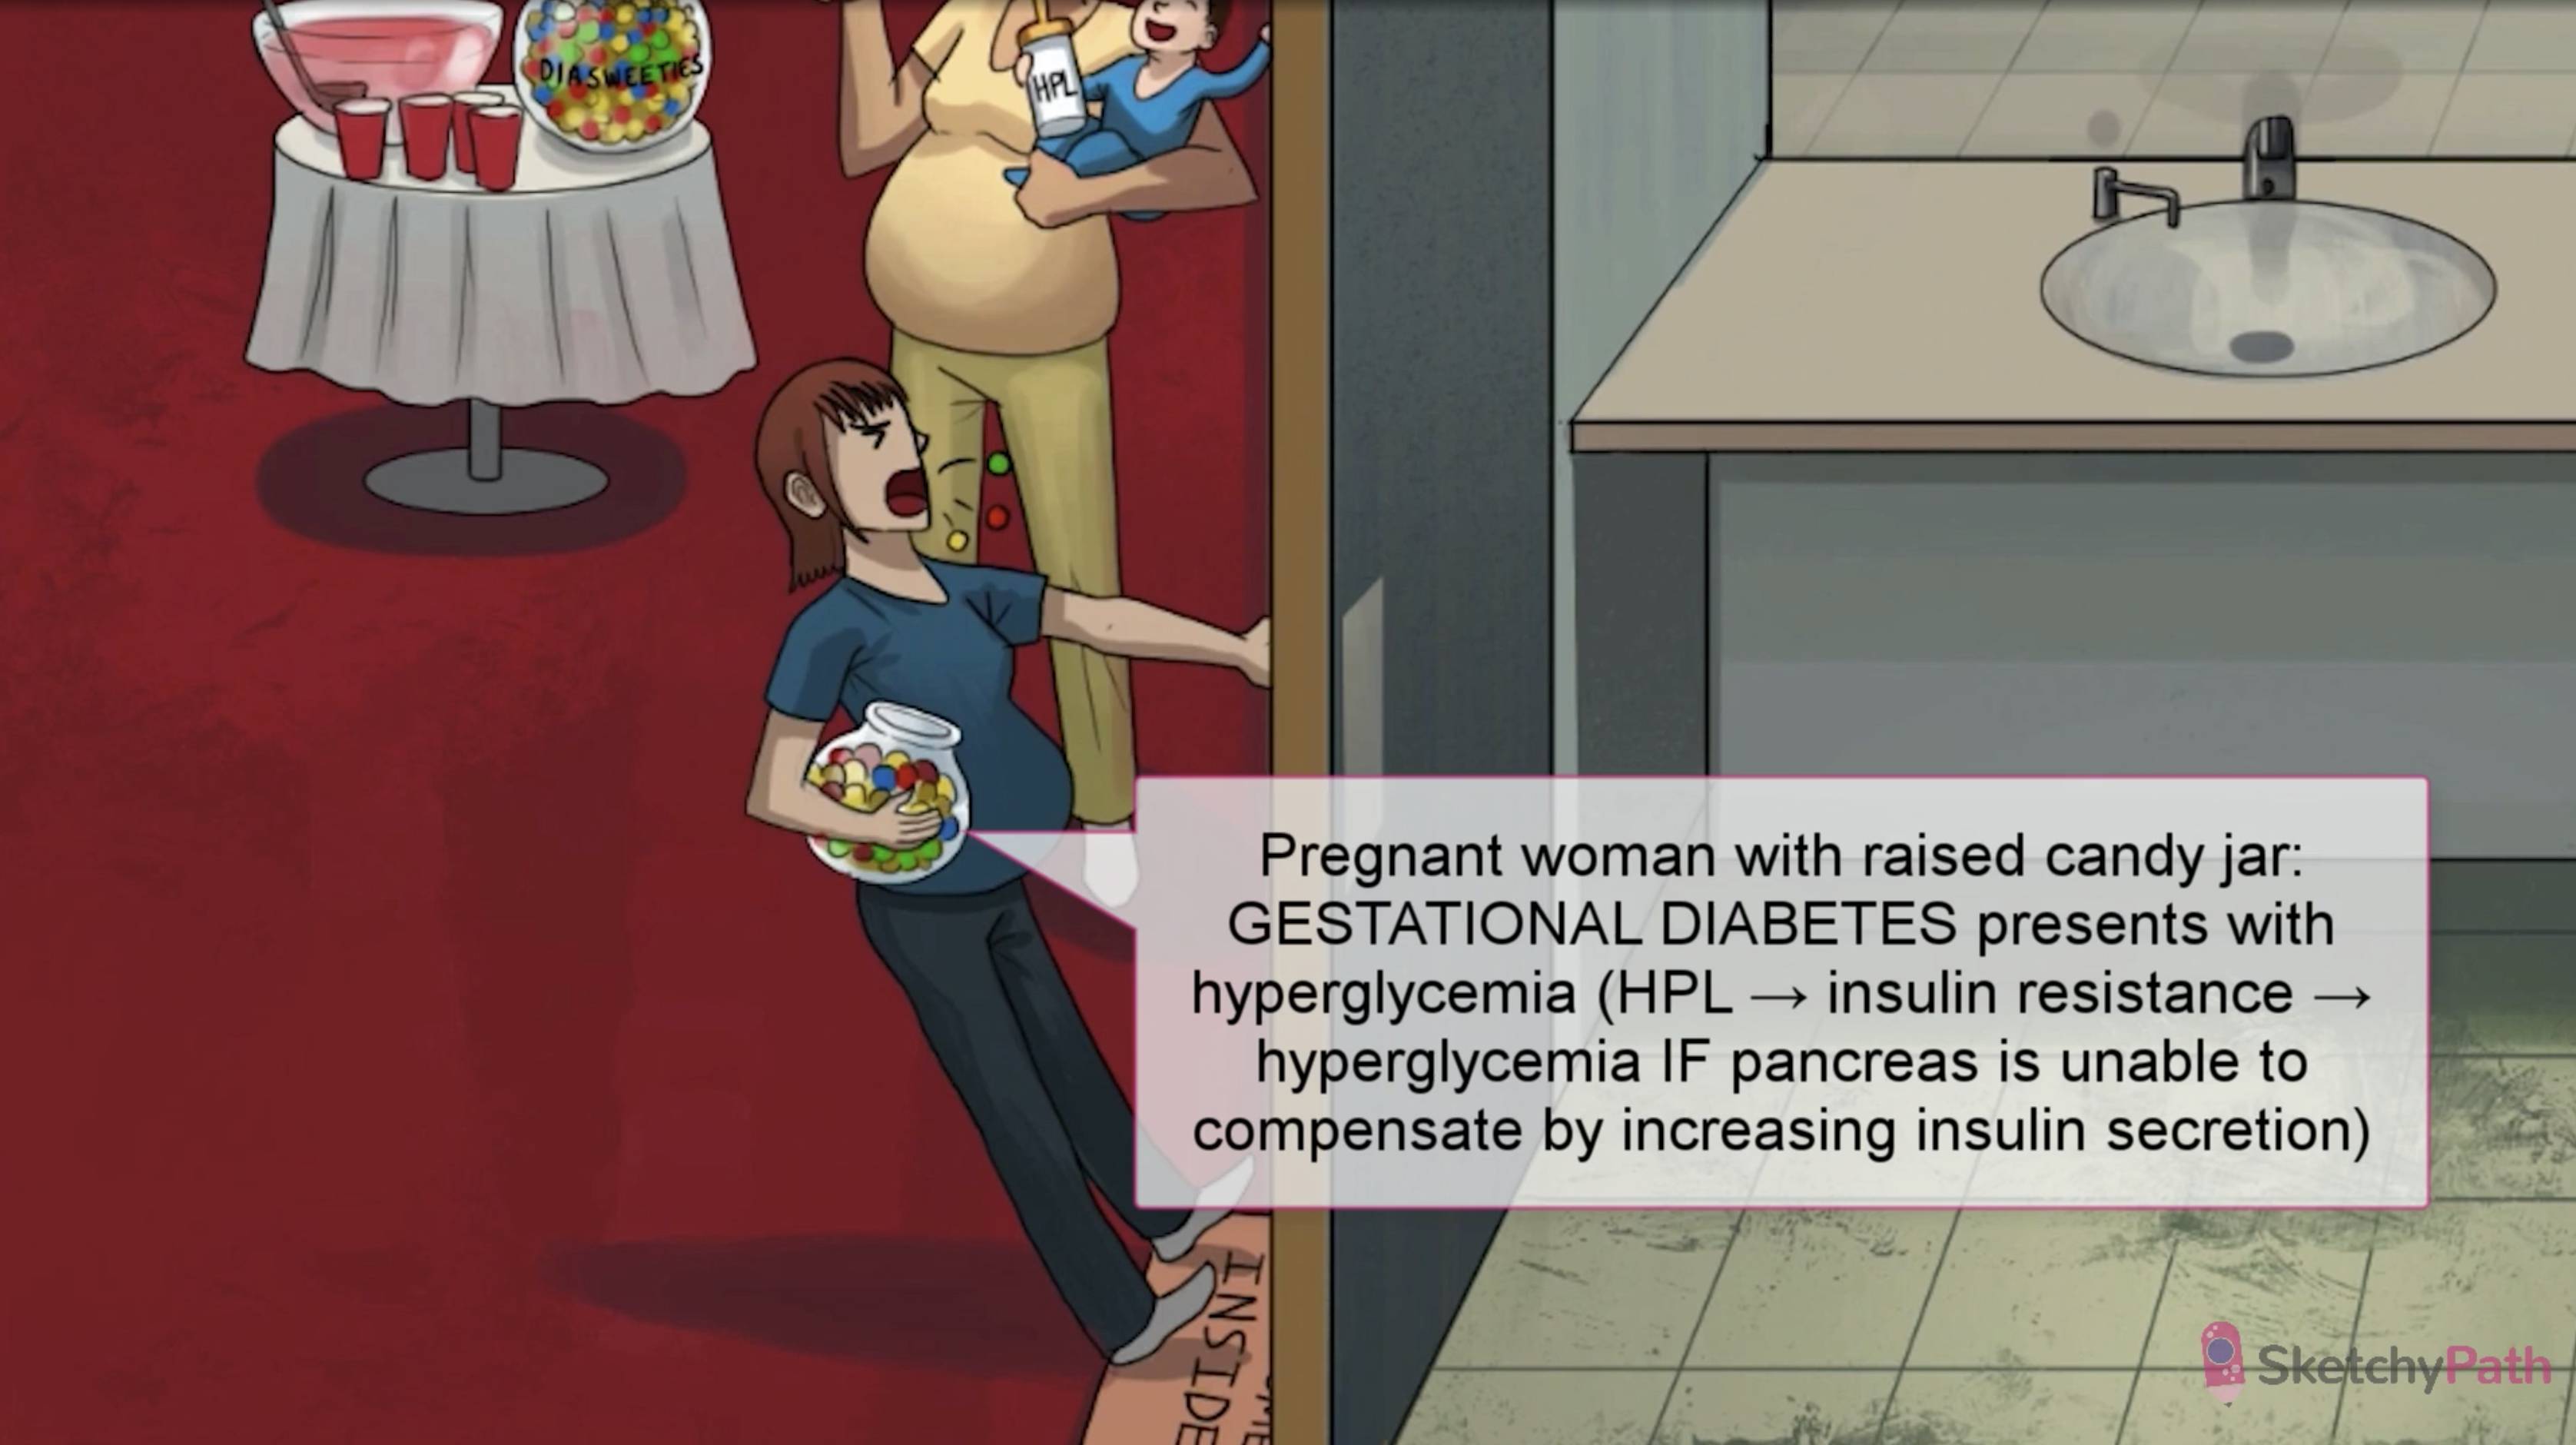 DIASWEETIES
HPL
Pregnant woman with raised candy jar:
GESTATIONAL DIABETES presents with
hyperglycemia (HPL → insulin resistance →
hyperglycemia IF pancreas is unable to
compensate by increasing insulin secretion)
INSIDE
SketchyPath